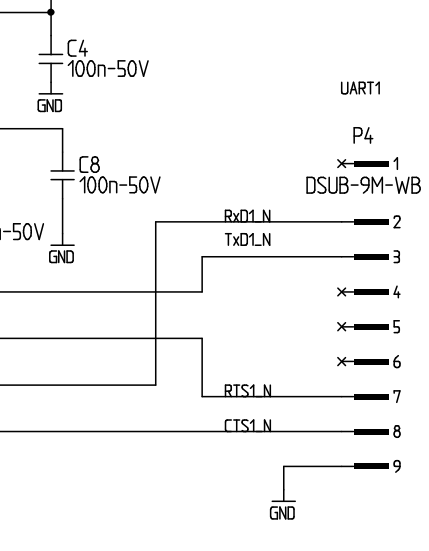 C4
100n-50V
GND
UART1
P4
1
C8
100n-50V
DSUB-9M-WB
RxD1_N
2
-50V
GND
TxD1_N
3
4
5
6
RTS1_N
7
CTS1_N
8
9
GND